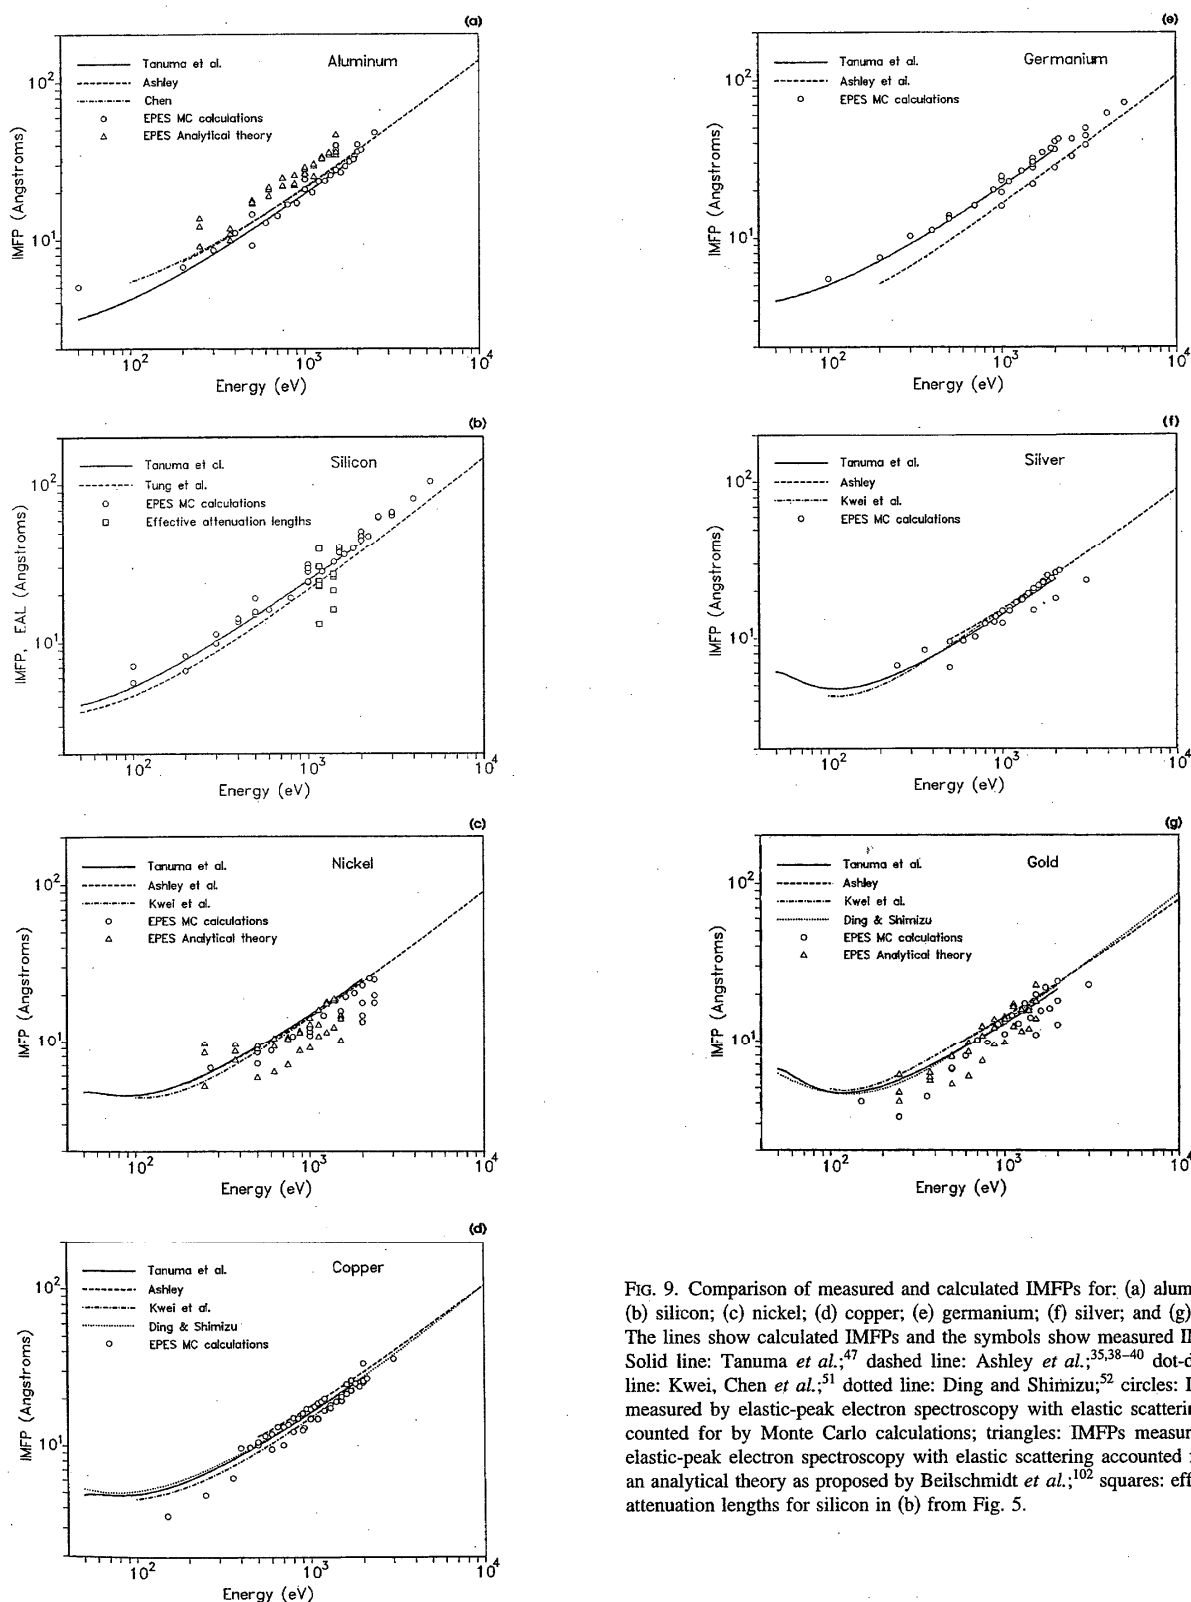 (a)
10²
10¹
IMFP (Angstroms)
Tanuma et al.
Ashley
Chen
EPES MC calculations
EPES Analytical theory
Aluminum
10² 10³ 10⁴
Energy (eV)
(b)
10²
10¹
IMFP, EAL (Angstroms)
Tanuma et al.
Tung et al.
EPES MC calculations
Effective attenuation lengths
Silicon
10² 10³ 10⁴
Energy (eV)
(c)
10²
10¹
IMFP (Angstroms)
Tanuma et al.
Ashley et al.
Kwei et al.
EPES MC calculations
EPES Analytical theory
Nickel
10² 10³ 10⁴
Energy (eV)
(d)
10²
10¹
IMFP (Angstroms)
Tanuma et al.
Ashley
Kwei et al.
Ding & Shimizu
EPES MC calculations
Copper
10² 10³ 10⁴
Energy (eV)
(e)
10²
10¹
IMFP (Angstroms)
Tanuma et al.
Ashley et al.
EPES MC calculations
Germanium
10² 10³ 10⁴
Energy (eV)
(f)
10²
10¹
IMFP (Angstroms)
Tanuma et al.
Ashley
Kwei et al.
EPES MC calculations
Silver
10² 10³ 10⁴
Energy (eV)
(g)
10²
10¹
IMFP (Angstroms)
Tanuma et al.
Ashley
Kwei et al.
Ding & Shimizu
EPES MC calculations
EPES Analytical theory
Gold
10² 10³ 10⁴
Energy (eV)
FIG. 9. Comparison of measured and calculated IMFPs for: (a) alum
(b) silicon; (c) nickel; (d) copper; (e) germanium; (f) silver; and (g)
The lines show calculated IMFPs and the symbols show measured
Solid line: Tanuma et al.;⁴⁷ dashed line: Ashley et al.;³⁵,³⁸⁻⁴⁰ dot-d
line: Kwei, Chen et al.;⁵¹ dotted line: Ding and Shimizu;⁵² circles:
measured by elastic-peak electron spectroscopy with elastic scatterin
counted for by Monte Carlo calculations; triangles: IMFPs measur
elastic-peak electron spectroscopy with elastic scattering accounted
an analytical theory as proposed by Beilschmidt et al.;¹⁰² squares: eff
attenuation lengths for silicon in (b) from Fig. 5.